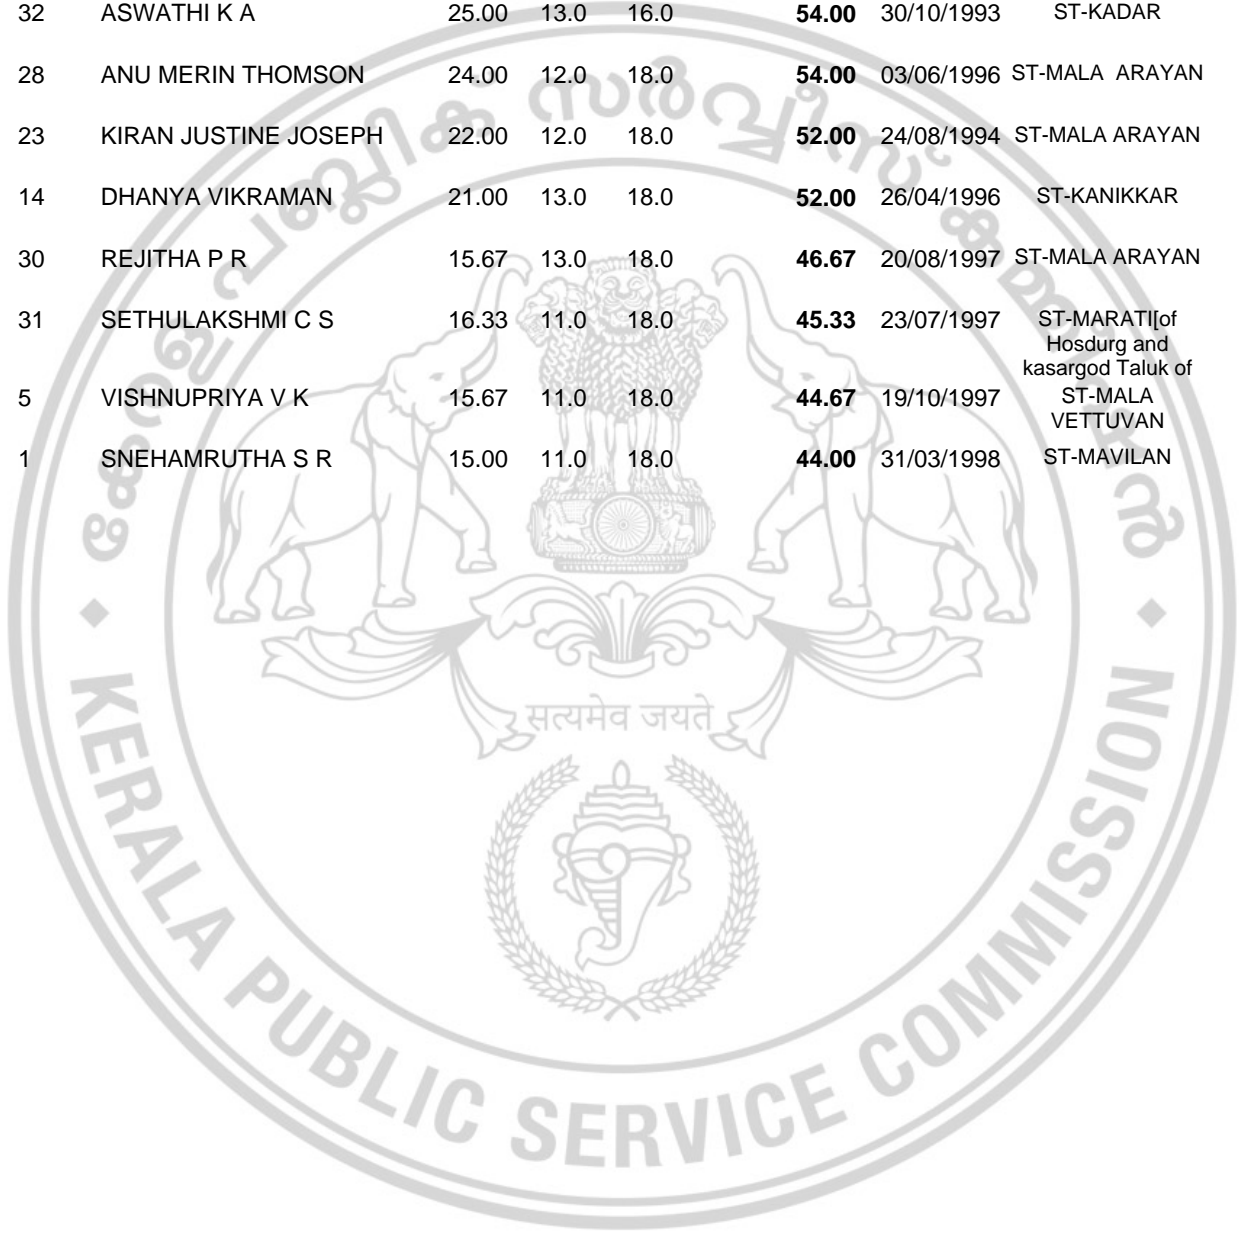 32 ASWATHI K A 25.00 13.0 16.0 54.00 30/10/1993 ST-KADAR
28 ANU MERIN THOMSON 24.00 12.0 18.0 54.00 03/06/1996 ST-MALA ARAYAN
23 KIRAN JUSTINE JOSEPH 22.00 12.0 18.0 52.00 24/08/1994 ST-MALA ARAYAN
14 DHANYA VIKRAMAN 21.00 13.0 18.0 52.00 26/04/1996 ST-KANIKKAR
30 REJITHA P R 15.67 13.0 18.0 46.67 20/08/1997 ST-MALA ARAYAN
31 SETHULAKSHMI C S 16.33 11.0 18.0 45.33 23/07/1997 ST-MARATI[of
Hosdurg and
kasargod Taluk of
5 VISHNUPRIYA V K 15.67 11.0 18.0 44.67 19/10/1997 ST-MALA
VETTUVAN
1 SNEHAMRUTHA S R 15.00 11.0 18.0 44.00 31/03/1998 ST-MAVILAN
കേരള പബ്ലിക് സർവ്വീസ് കമ്മീഷൻ
सत्यमेव जयते
KERALA PUBLIC SERVICE COMMISSION